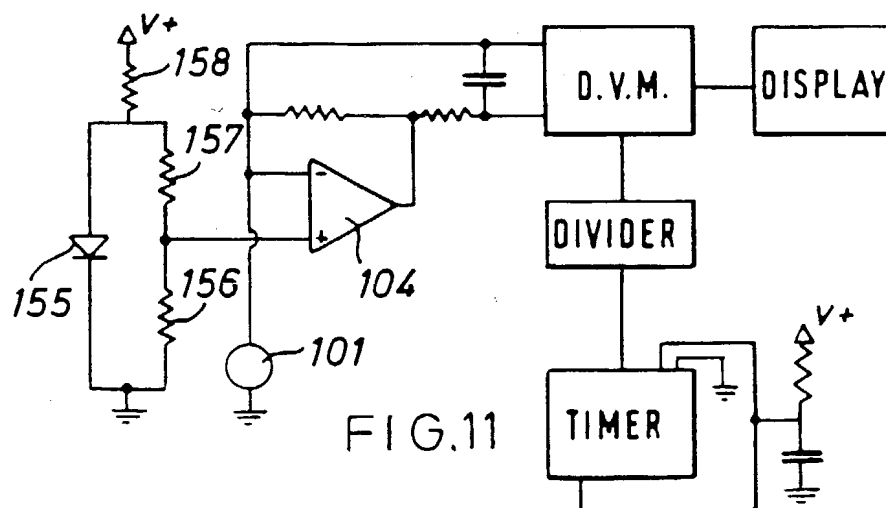 V+
158
157
155
156
-
+
104
101
D.V.M.
DISPLAY
DIVIDER
TIMER
V+
FIG.11